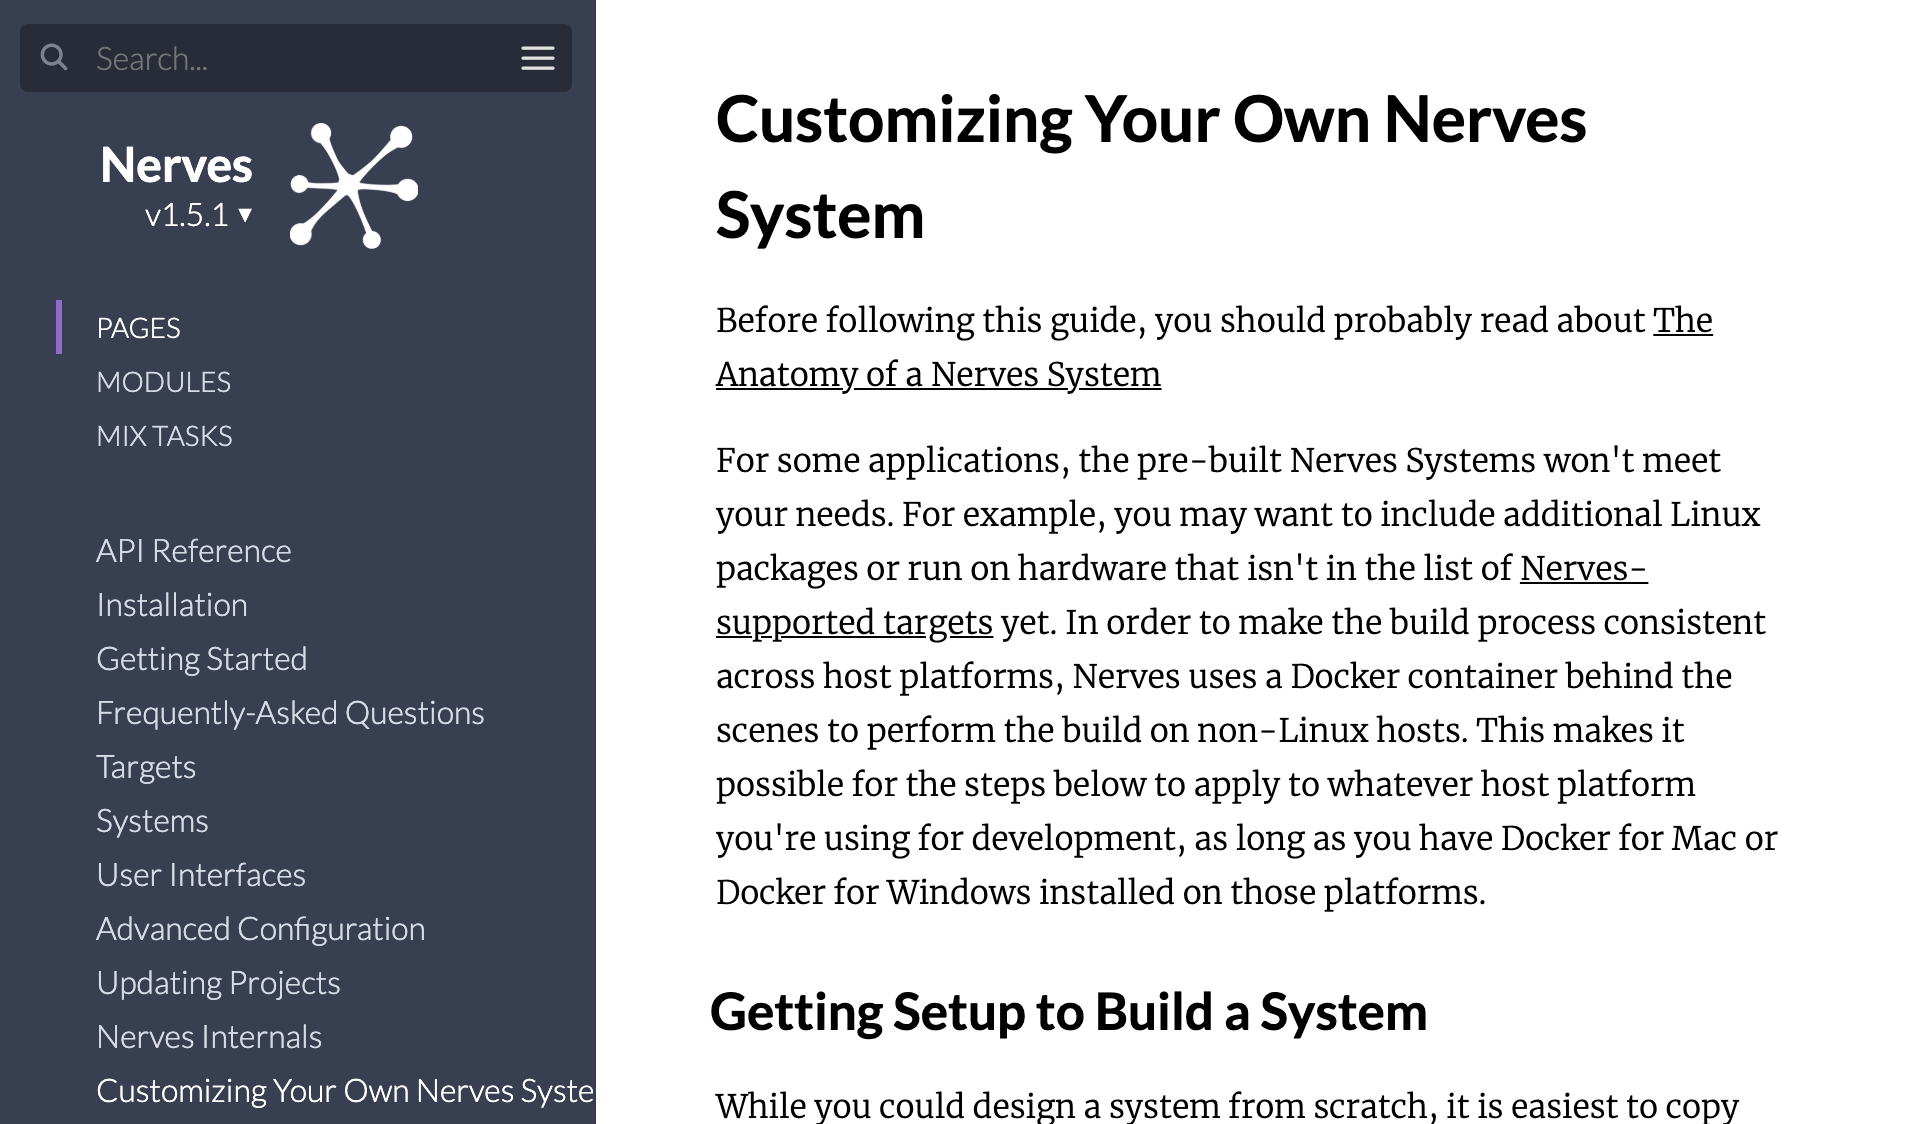 Search...
Nerves
v1.5.1 ▼
PAGES
MODULES
MIX TASKS
API Reference
Installation
Getting Started
Frequently-Asked Questions
Targets
Systems
User Interfaces
Advanced Configuration
Updating Projects
Nerves Internals
Customizing Your Own Nerves Syste
Customizing Your Own Nerves
System
Before following this guide, you should probably read about The
Anatomy of a Nerves System
For some applications, the pre-built Nerves Systems won't meet
your needs. For example, you may want to include additional Linux
packages or run on hardware that isn't in the list of Nerves-
supported targets yet. In order to make the build process consistent
across host platforms, Nerves uses a Docker container behind the
scenes to perform the build on non-Linux hosts. This makes it
possible for the steps below to apply to whatever host platform
you're using for development, as long as you have Docker for Mac or
Docker for Windows installed on those platforms.
Getting Setup to Build a System
While you could design a system from scratch, it is easiest to copy